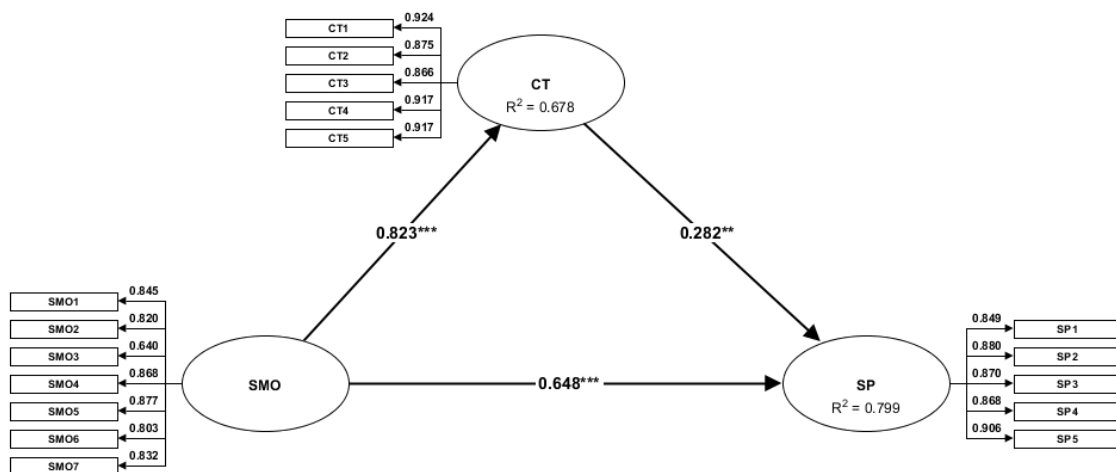 0.924
CT1
0.875
CT2
0.866
CT3
0.917
CT4
0.917
CT5
CT
R² = 0.678
0.823***
0.282**
0.845
SMO1
0.820
SMO2
0.640
SMO3
0.868
SMO4
0.877
SMO5
0.803
SMO6
0.832
SMO7
SMO
0.648***
SP
R² = 0.799
0.849
SP1
0.880
SP2
0.870
SP3
0.868
SP4
0.906
SP5